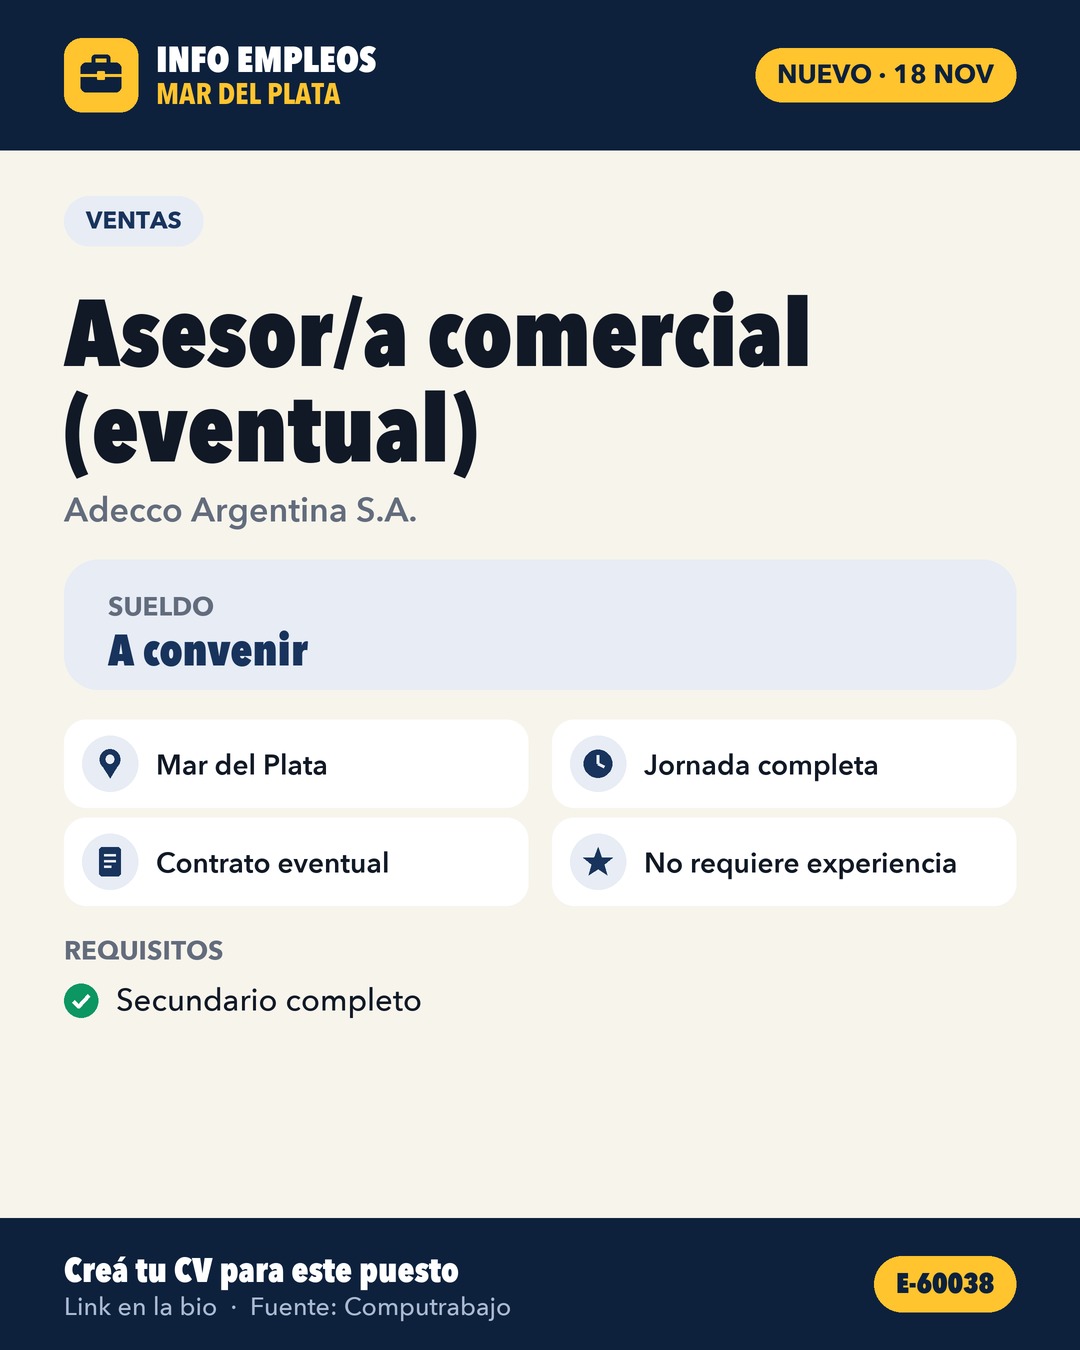 INFO EMPLEOS
MAR DEL PLATA
NUEVO · 18 NOV
VENTAS
Asesor/a comercial
(eventual)
Adecco Argentina S.A.
SUELDO
A convenir
Mar del Plata
Jornada completa
Contrato eventual
No requiere experiencia
REQUISITOS
Secundario completo
Creá tu CV para este puesto
Link en la bio · Fuente: Computrabajo
E-60038